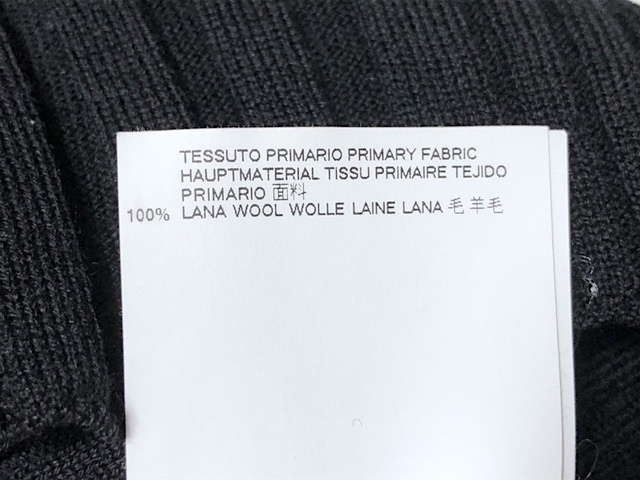 TESSUTO PRIMARIO PRIMARY FABRIC
HAUPTMATERIAL TISSU PRIMAIRE TEJIDO
PRIMARIO 面料
100% LANA WOOL WOLLE LAINE LANA 毛 羊毛